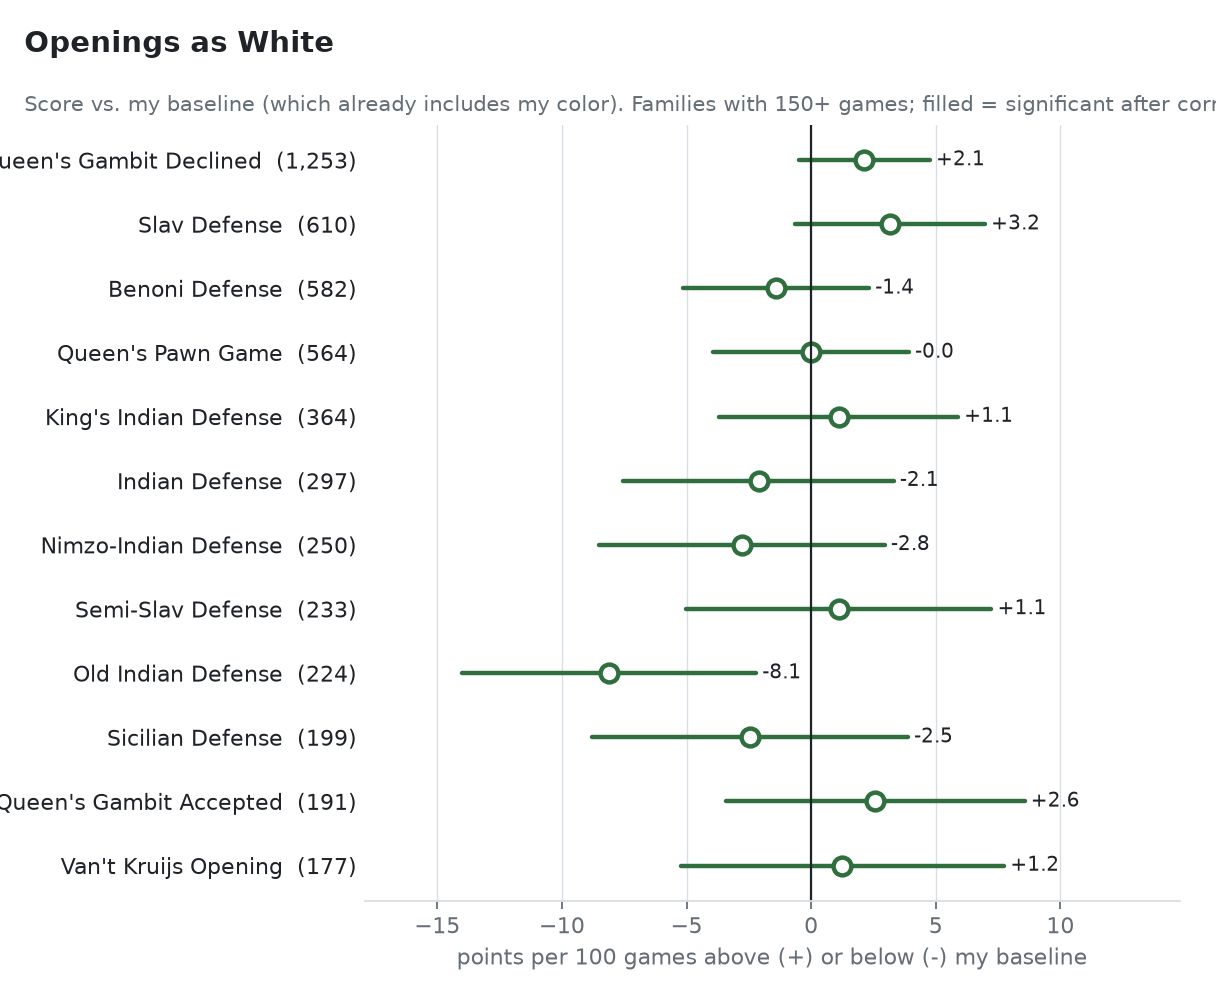 Openings as White
Score vs. my baseline (which already includes my color). Families with 150+ games; filled = significant after corr
ueen's Gambit Declined (1,253)
+2.1
Slav Defense (610)
+3.2
Benoni Defense (582)
-1.4
Queen's Pawn Game (564)
-0.0
King's Indian Defense (364)
+1.1
Indian Defense (297)
-2.1
Nimzo-Indian Defense (250)
-2.8
Semi-Slav Defense (233)
+1.1
Old Indian Defense (224)
-8.1
Sicilian Defense (199)
-2.5
Queen's Gambit Accepted (191)
+2.6
Van't Kruijs Opening (177)
+1.2
−15 −10 −5 0 5 10
points per 100 games above (+) or below (-) my baseline